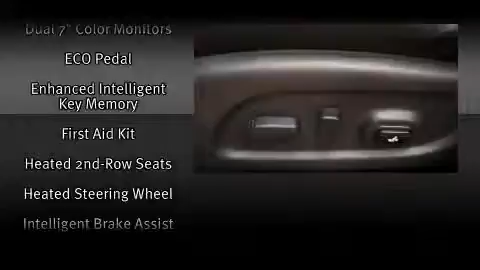 Dual 7" Color Monitors
ECO Pedal
Enhanced Intelligent
Key Memory
First Aid Kit
Heated 2nd-Row Seats
Heated Steering Wheel
Intelligent Brake Assist